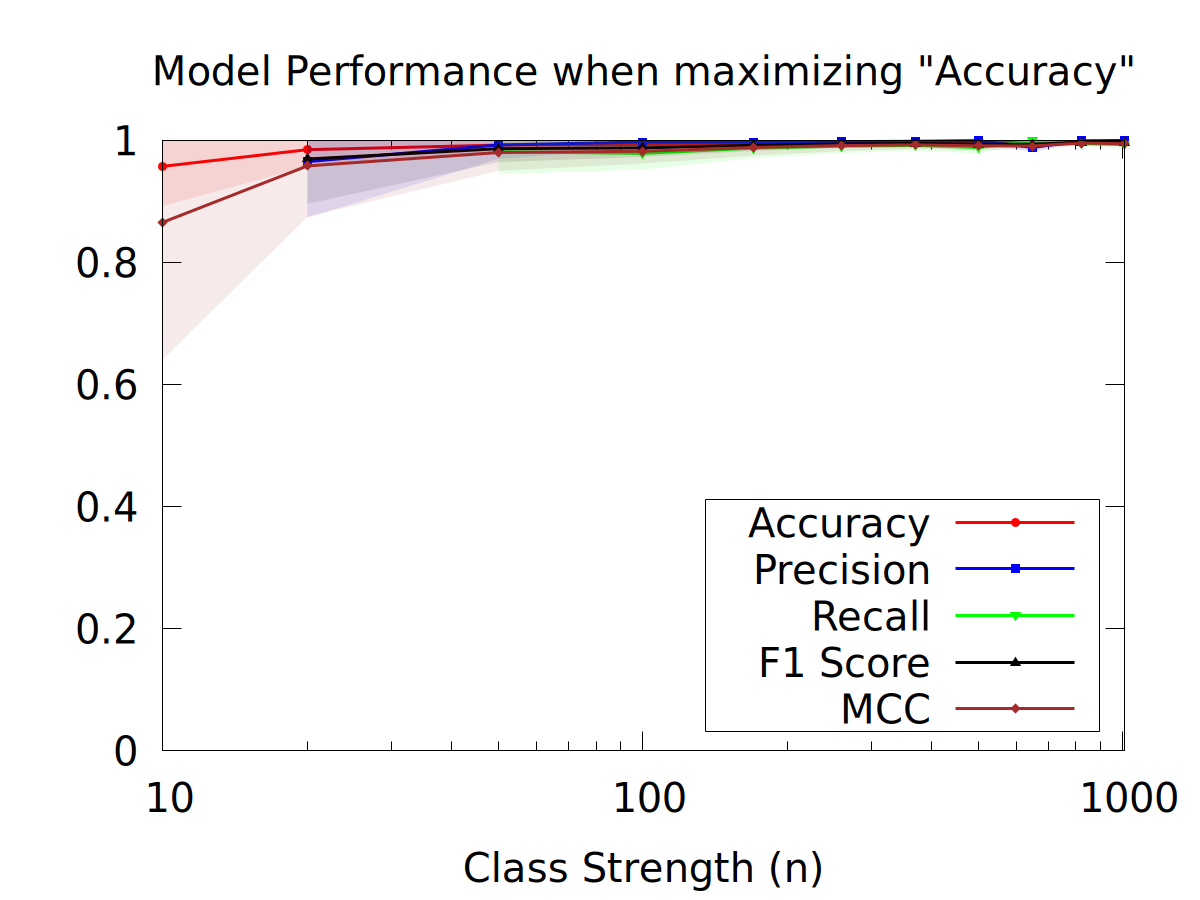 Model Performance when maximizing "Accuracy"
1
0.8
0.6
0.4
0.2
0
Accuracy
Precision
Recall
F1 Score
MCC
10 100 1000
Class Strength (n)